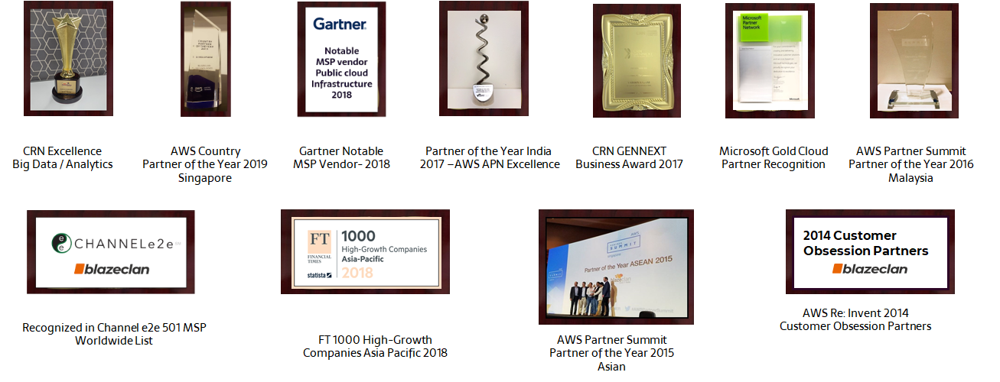 Gartner
Notable
MSP vendor
Public cloud
Infrastructure
2018
aws
Microsoft
Partner
Network
Microsoft
CRN Excellence
Big Data / Analytics
AWS Country
Partner of the Year 2019
Singapore
Gartner Notable
MSP Vendor- 2018
Partner of the Year India
2017 –AWS APN Excellence
CRN GENNEXT
Business Award 2017
Microsoft Gold Cloud
Partner Recognition
AWS Partner Summit
Partner of the Year 2016
Malaysia
ee CHANNELe2e SM
blazeclan
FT
FINANCIAL
TIMES
statista
1000
High-Growth Companies
Asia-Pacific
2018
AWS
SUMMIT
Partner of the Year ASEAN 2015
blazeclan
2014 Customer
Obsession Partners
blazeclan
Recognized in Channel e2e 501 MSP
Worldwide List
FT 1000 High-Growth
Companies Asia Pacific 2018
AWS Partner Summit
Partner of the Year 2015
Asian
AWS Re: Invent 2014
Customer Obsession Partners